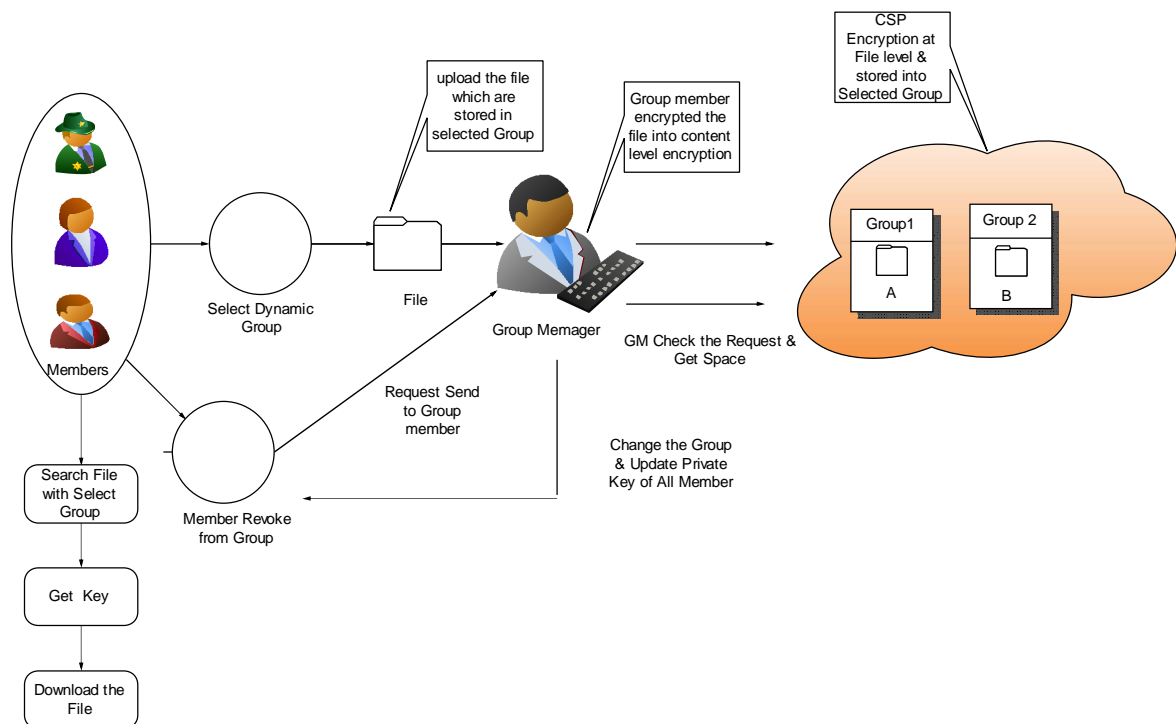 CSP
Encryption at
File level &
stored into
Selected Group
upload the file
which are
stored in
selected Group
Group member
encrypted the
file into content
level encryption
Group1
A
Group 2
B
Members
Select Dynamic
Group
File
Group Memager
GM Check the Request &
Get Space
Request Send
to Group
member
Change the Group
& Update Private
Key of All Member
Member Revoke
from Group
Search File
with Select
Group
Get Key
Download the
File